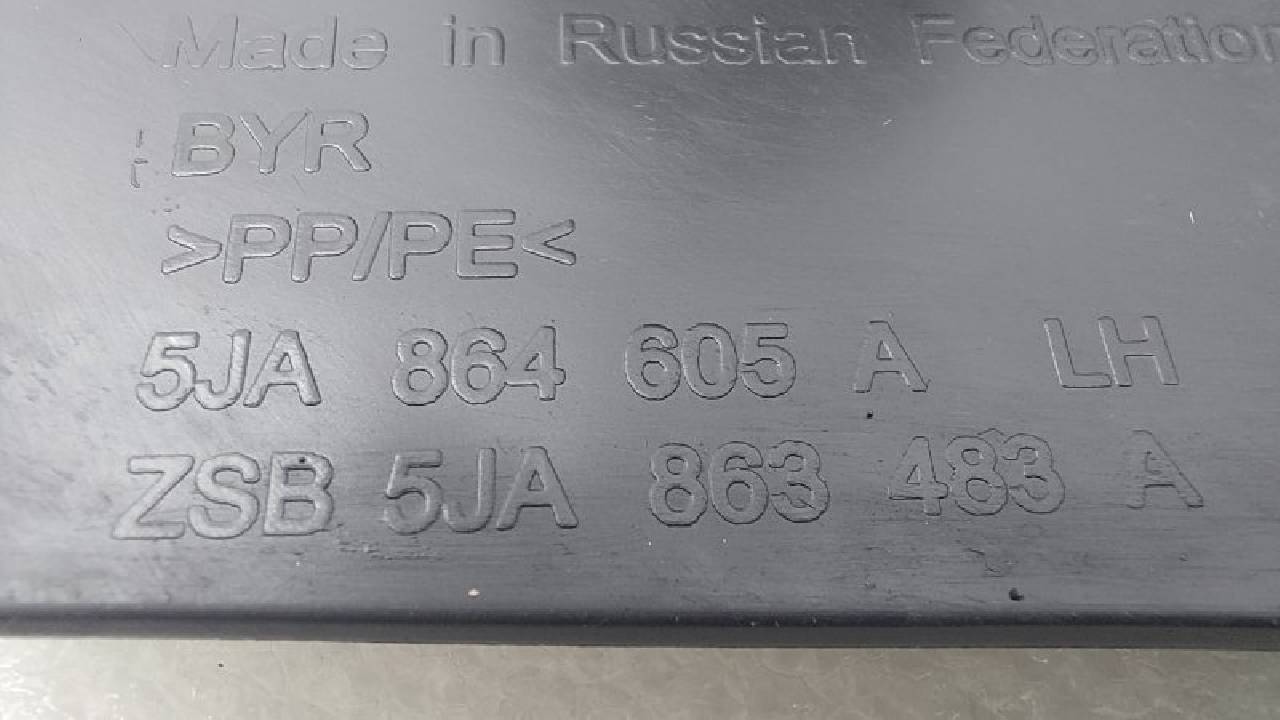 Made in Russian Federation
BYR
>PP/PE<
5JA 864 605 A LH
ZSB 5JA 863 483 A